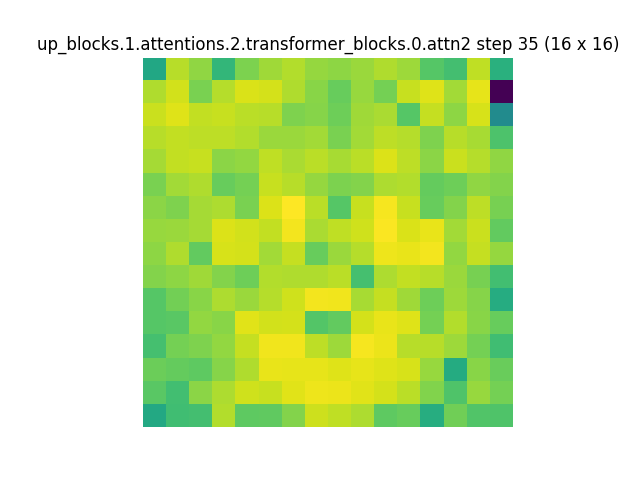 up_blocks.1.attentions.2.transformer_blocks.0.attn2 step 35 (16 x 16)